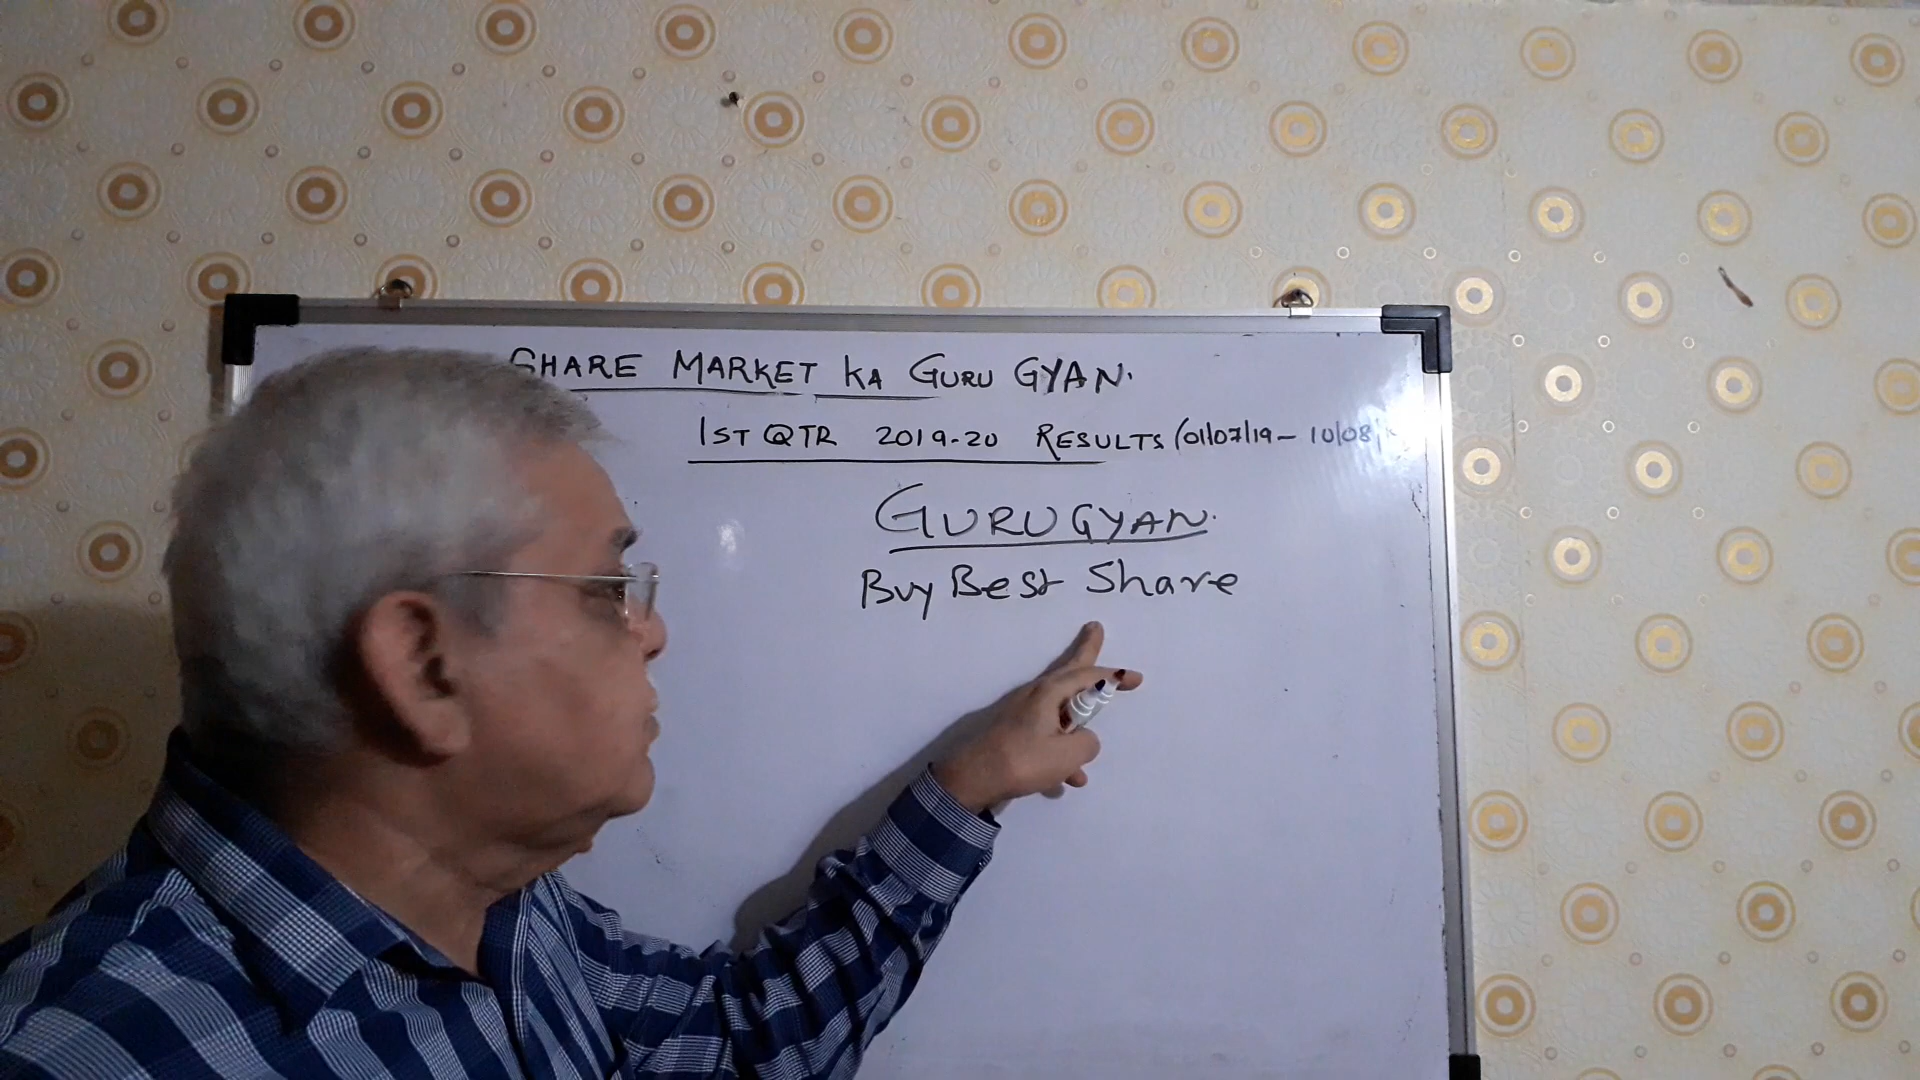 SHARE MARKET KA GURU GYAN.
1ST QTR 2019-20 RESULTS (01/07/19 - 10/08/
GURU GYAN.
Buy Best Share